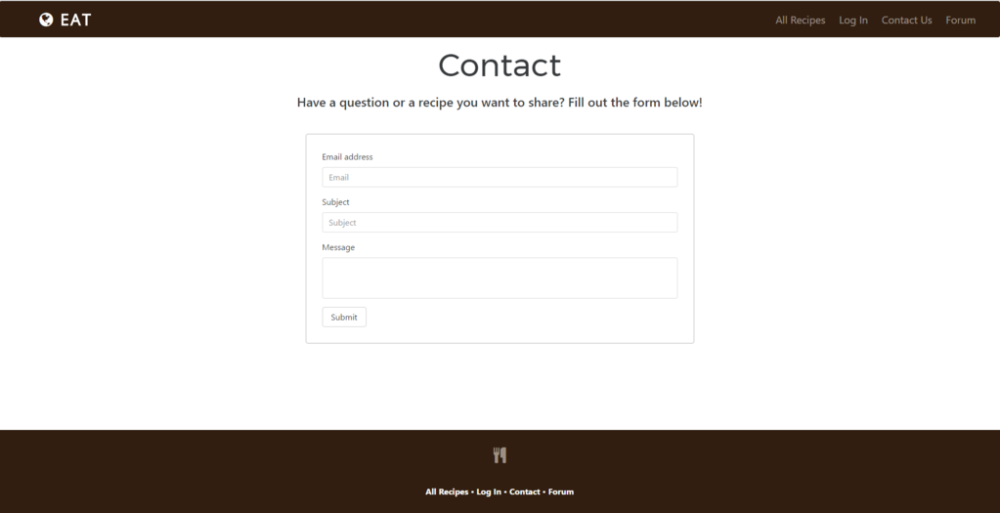 EAT All Recipes Log In Contact Us Forum
Contact
Have a question or a recipe you want to share? Fill out the form below!
Email address
Email
Subject
Subject
Message
Submit
All Recipes • Log In • Contact • Forum